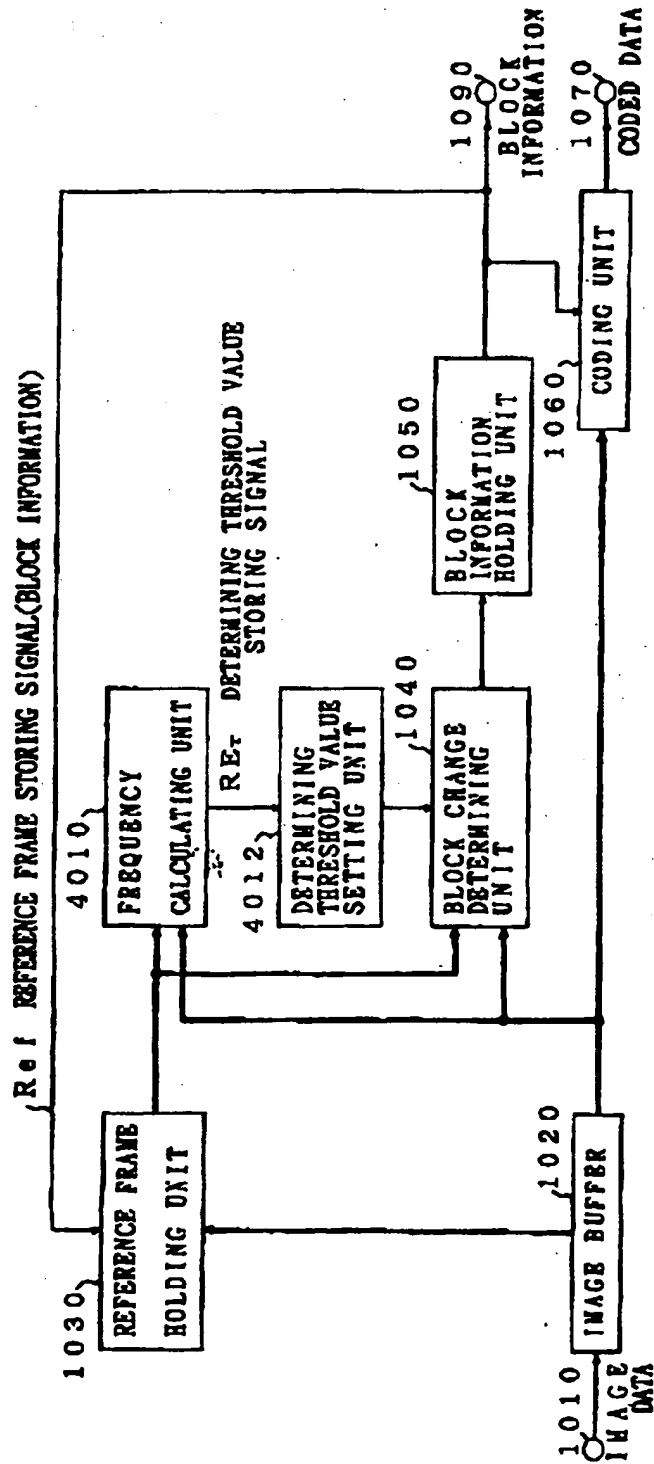 Ref REFERENCE FRAME STORING SIGNAL(BLOCK INFORMATION)
1030
REFERENCE FRAME
HOLDING UNIT
4010
FREQUENCY
CALCULATING UNIT
RET DETERMINING THRESHOLD VALUE
STORING SIGNAL
4012
DETERMINING
THRESHOLD VALUE
SETTING UNIT
1040
BLOCK CHANGE
DETERMINING
UNIT
1050
BLOCK
INFORMATION
HOLDING UNIT
1090
BLOCK
INFORMATION
1010
IMAGE
DATA
1020
IMAGE BUFFER
1060
CODING UNIT
1070
CODED DATA